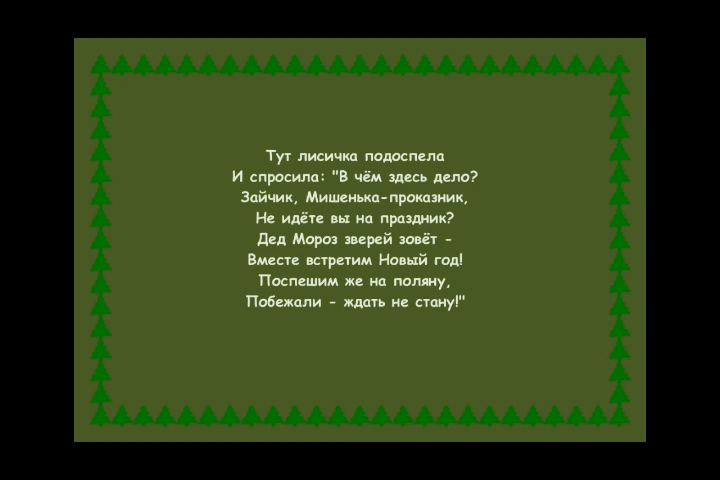 Тут лисичка подоспела
И спросила: "В чём здесь дело?
Зайчик, Мишенька-проказник,
Не идёте вы на праздник?
Дед Мороз зверей зовёт -
Вместе встретим Новый год!
Поспешим же на поляну,
Побежали - ждать не стану!"